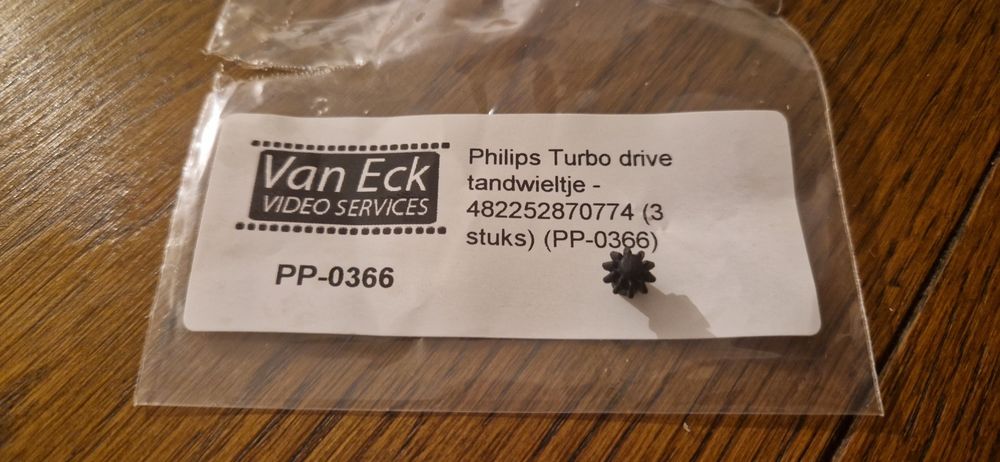 Van Eck
VIDEO SERVICES
PP-0366
Philips Turbo drive
tandwieltje -
482252870774 (3
stuks) (PP-0366)